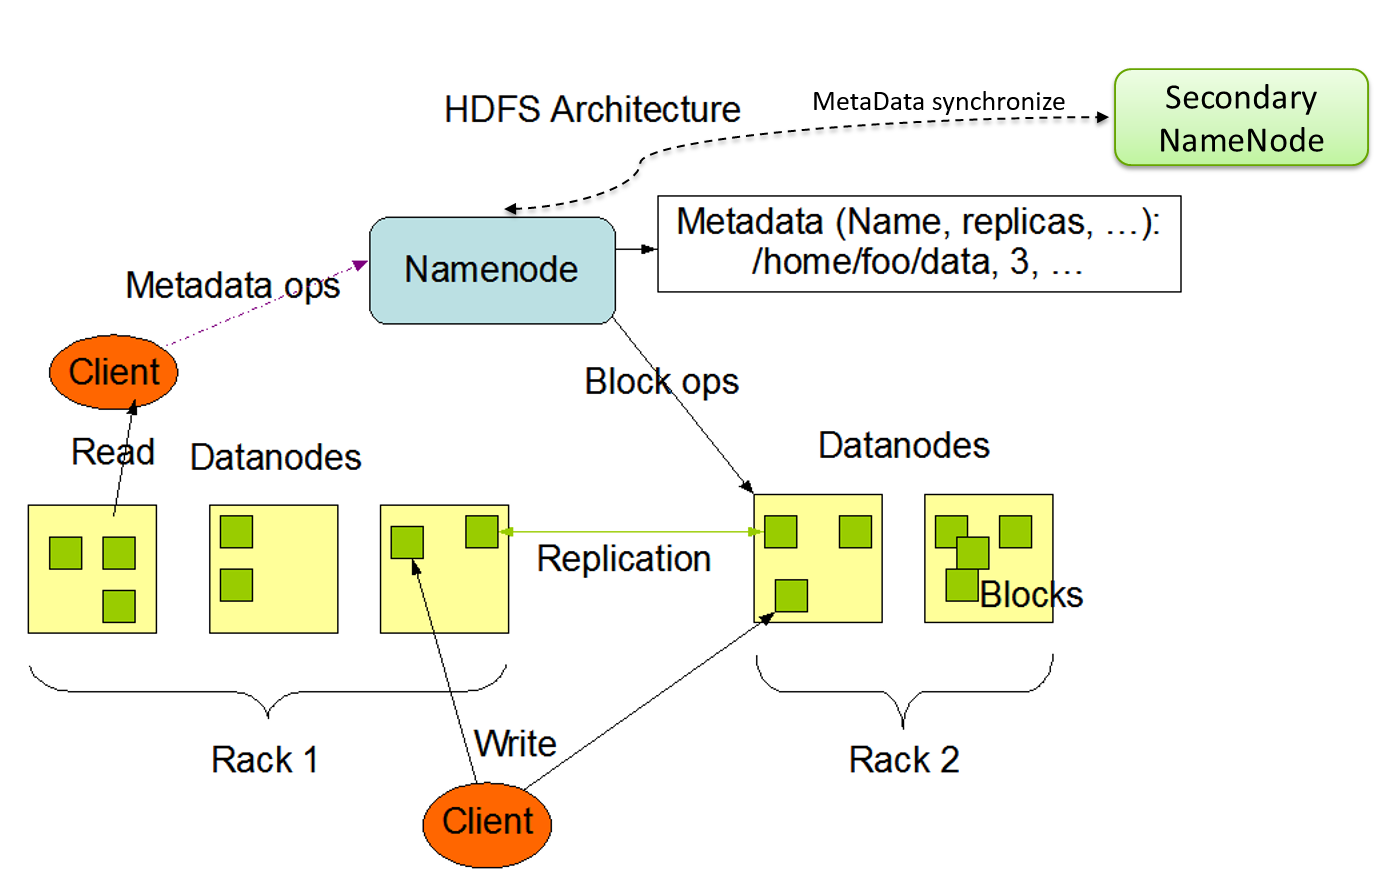 HDFS Architecture
MetaData synchronize
Secondary
NameNode
Metadata (Name, replicas, …):
/home/foo/data, 3, …
Namenode
Metadata ops
Client
Block ops
Read
Datanodes
Datanodes
Replication
Blocks
Rack 1
Write
Rack 2
Client